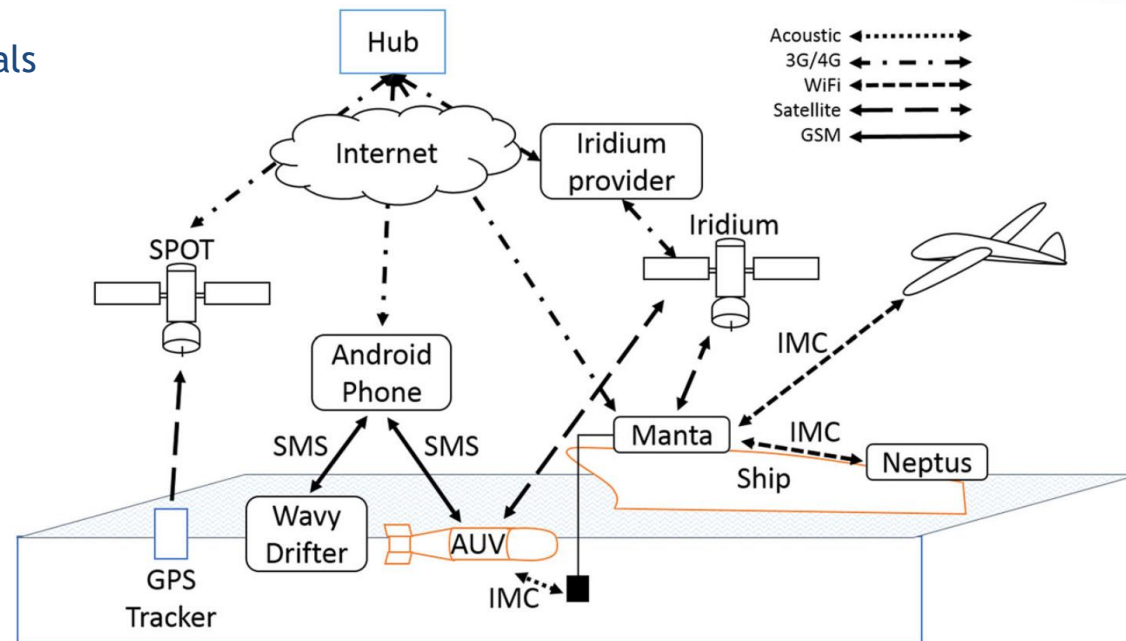 als
Hub
Acoustic
3G/4G
WiFi
Satellite
GSM
Internet
Iridium
provider
Iridium
SPOT
IMC
Android
Phone
SMS
SMS
Manta
IMC
Neptus
Ship
Wavy
Drifter
AUV
IMC
GPS
Tracker